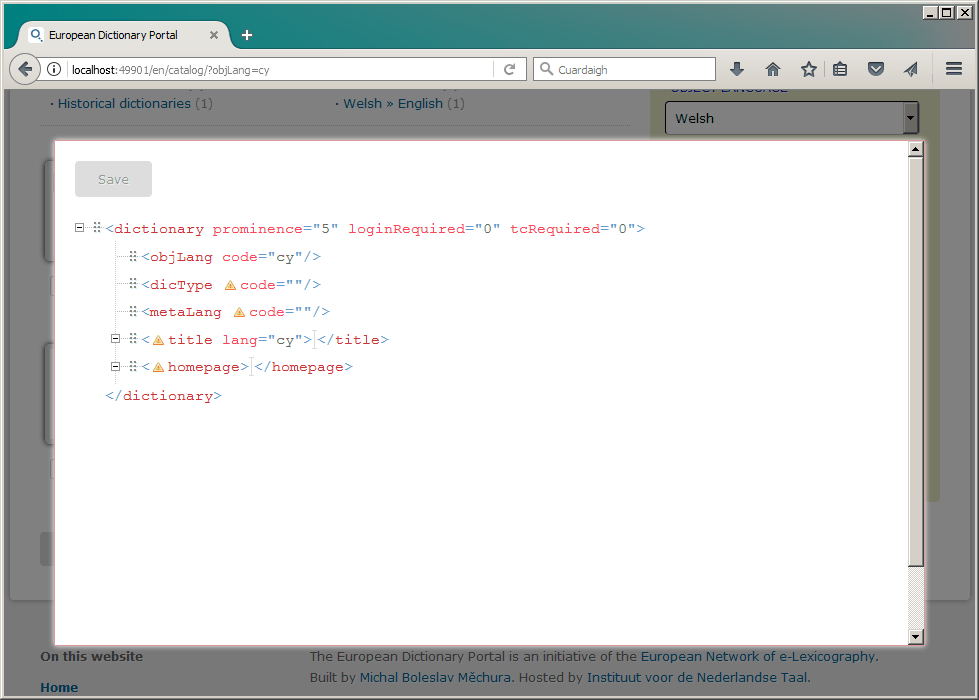 European Dictionary Portal
localhost:49901/en/catalog/?objLang=cy
Cuardaigh
· Historical dictionaries (1)
· Welsh » English (1)
OBJECT LANGUAGE
Welsh
Save
<dictionary prominence="5" loginRequired="0" tcRequired="0">
<objLang code="cy"/>
<dicType code=""/>
<metaLang code=""/>
<title lang="cy"></title>
<homepage></homepage>
</dictionary>
On this website
Home
The European Dictionary Portal is an initiative of the European Network of e-Lexicography.
Built by Michal Boleslav Měchura. Hosted by Instituut voor de Nederlandse Taal.